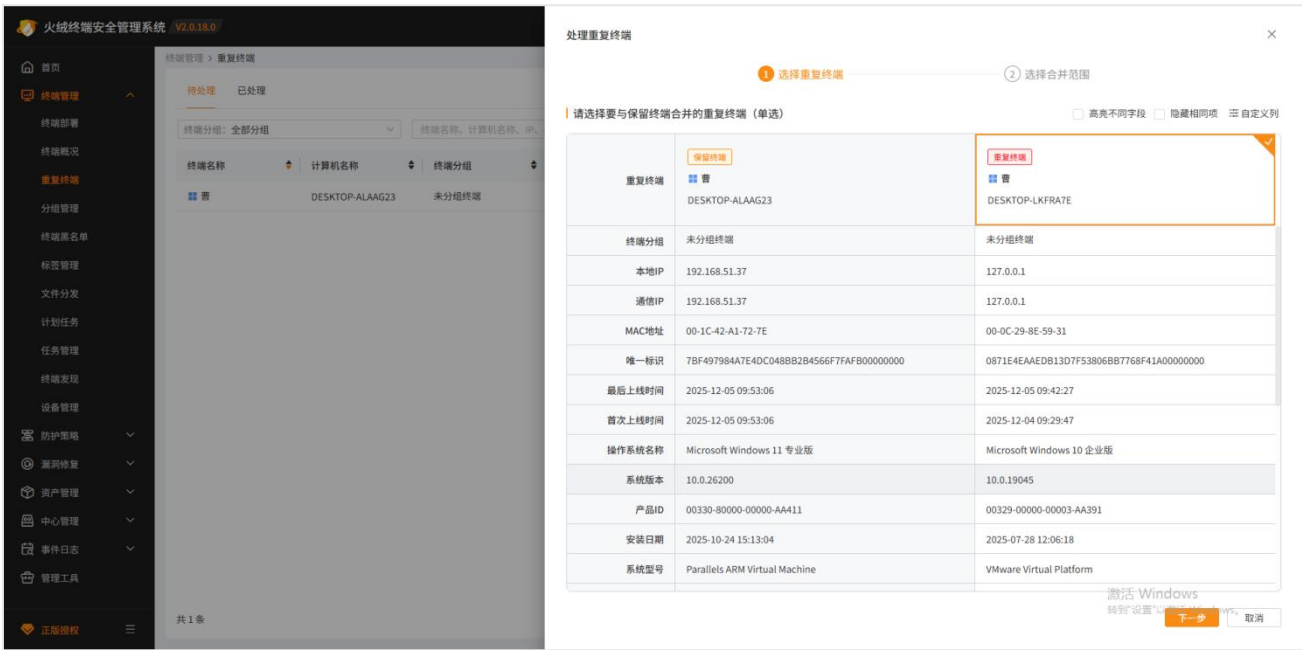 火绒终端安全管理系统 V2.0.18.0
首页
终端管理
终端部署
终端概况
重复终端
分组管理
终端黑名单
标签管理
文件分发
计划任务
任务管理
终端发现
设备管理
防护策略
漏洞修复
资产管理
中心管理
事件日志
管理工具
正版授权
终端管理 > 重复终端
待处理 已处理
终端分组: 全部分组 终端名称、计算机名称、IP、
终端名称 计算机名称 终端分组
曹 DESKTOP-ALAAG23 未分组终端
共 1 条
处理重复终端
1 选择重复终端 2 选择合并范围
请选择要与保留终端合并的重复终端（单选） 高亮不同字段 隐藏相同项 自定义列
重复终端
保留终端
曹
DESKTOP-ALAAG23
重复终端
曹
DESKTOP-LKFRA7E
终端分组 未分组终端 未分组终端
本地IP 192.168.51.37 127.0.0.1
通信IP 192.168.51.37 127.0.0.1
MAC地址 00-1C-42-A1-72-7E 00-0C-29-8E-59-31
唯一标识 7BF497984A7E4DC048BB2B4566F7FAFB00000000 0871E4EAAEDB13D7F53806BB7768F41A00000000
最后上线时间 2025-12-05 09:53:06 2025-12-05 09:42:27
首次上线时间 2025-12-05 09:53:06 2025-12-04 09:29:47
操作系统名称 Microsoft Windows 11 专业版 Microsoft Windows 10 企业版
系统版本 10.0.26200 10.0.19045
产品ID 00330-80000-00000-AA411 00329-00000-00003-AA391
安装日期 2025-10-24 15:13:04 2025-07-28 12:06:18
系统型号 Parallels ARM Virtual Machine VMware Virtual Platform
激活 Windows
转到"设置"以
下一步 取消